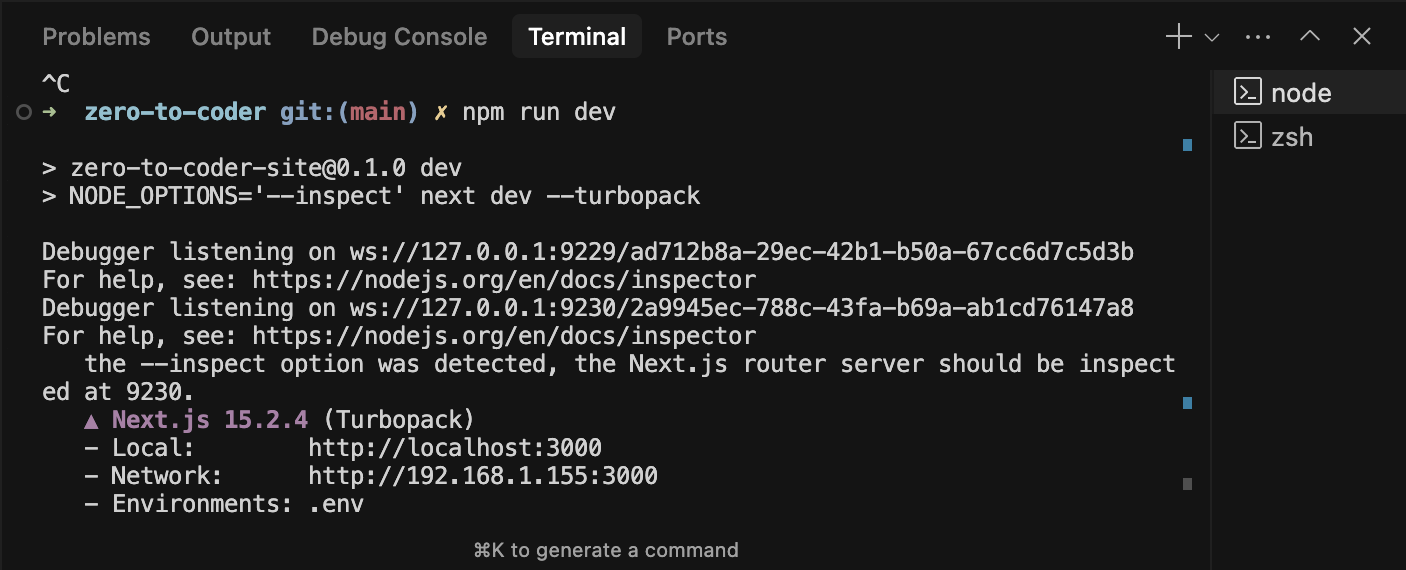 Problems Output Debug Console Terminal Ports
^C
➜ zero-to-coder git:(main) ✗ npm run dev
> zero-to-coder-site@0.1.0 dev
> NODE_OPTIONS='--inspect' next dev --turbopack
Debugger listening on ws://127.0.0.1:9229/ad712b8a-29ec-42b1-b50a-67cc6d7c5d3b
For help, see: https://nodejs.org/en/docs/inspector
Debugger listening on ws://127.0.0.1:9230/2a9945ec-788c-43fa-b69a-ab1cd76147a8
For help, see: https://nodejs.org/en/docs/inspector
the --inspect option was detected, the Next.js router server should be inspect
ed at 9230.
▲ Next.js 15.2.4 (Turbopack)
- Local: http://localhost:3000
- Network: http://192.168.1.155:3000
- Environments: .env
⌘K to generate a command
node
zsh